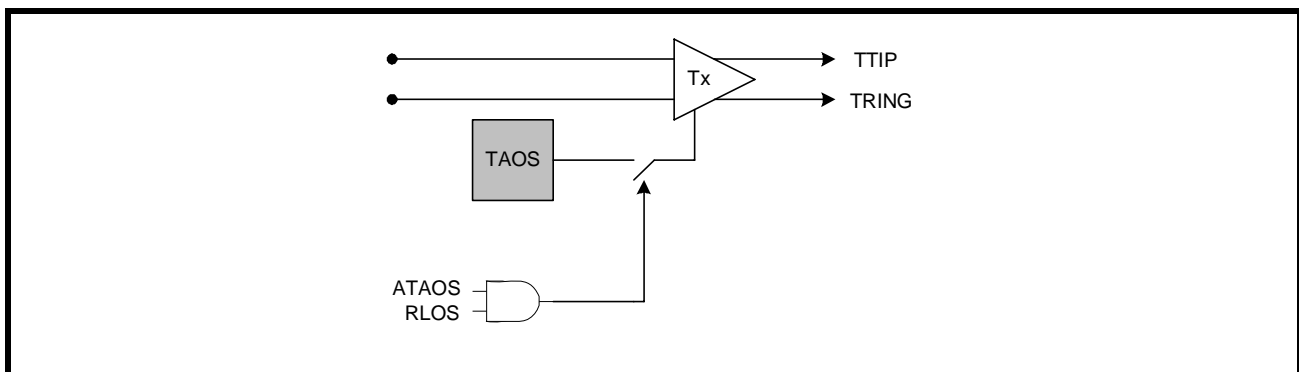 TTIP
Tx
TRING
TAOS
ATAOS
RLOS